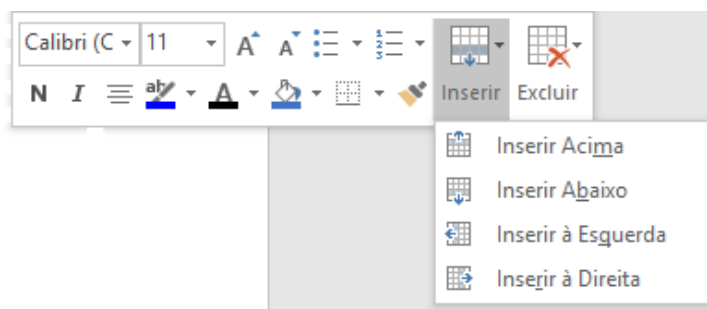 Calibri (C 11
N I Inserir Excluir
Inserir Acima
Inserir Abaixo
Inserir à Esquerda
Inserir à Direita